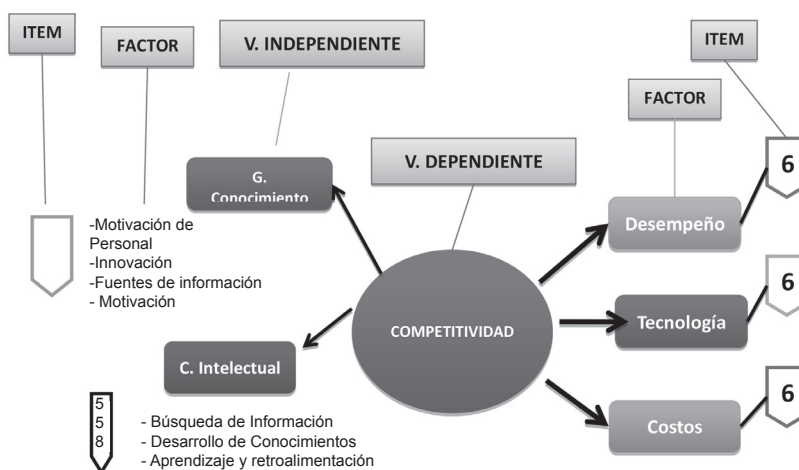 ITEM
FACTOR
V. INDEPENDIENTE
ITEM
FACTOR
V. DEPENDIENTE
G.
Conocimiento
6
-Motivación de
Personal
-Innovación
-Fuentes de información
- Motivación
Desempeño
6
COMPETITIVIDAD
Tecnología
C. Intelectual
6
Costos
5
5
8
- Búsqueda de Información
- Desarrollo de Conocimientos
- Aprendizaje y retroalimentación